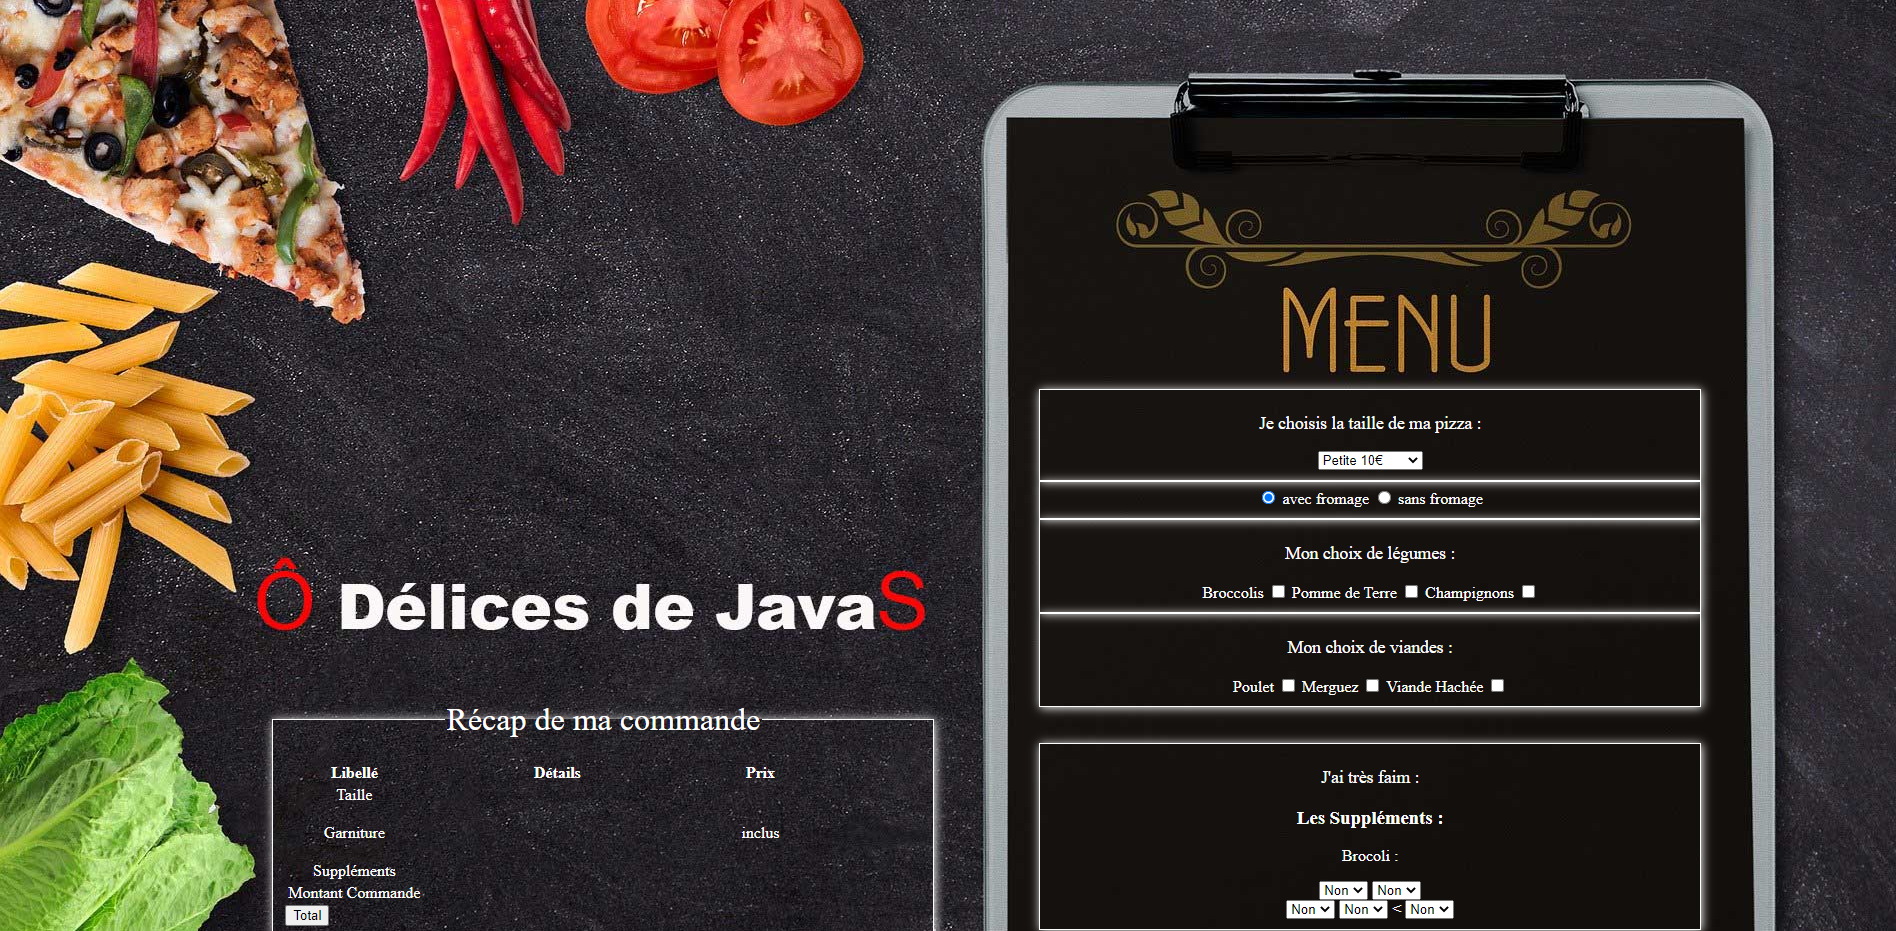 Ô Délices de JavaS
Récap de ma commande
Libellé Détails Prix
Taille
Garniture inclus
Suppléments
Montant Commande
Total
MENU
Je choisis la taille de ma pizza :
Petite 10€
avec fromage sans fromage
Mon choix de légumes :
Broccolis Pomme de Terre Champignons
Mon choix de viandes :
Poulet Merguez Viande Hachée
J'ai très faim :
Les Suppléments :
Brocoli :
Non Non
Non Non < Non